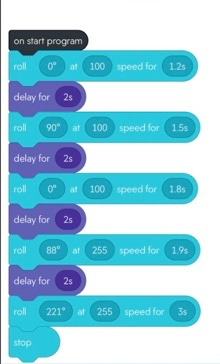 on start program
roll 0° at 100 speed for 1.2s
delay for 2s
roll 90° at 100 speed for 1.5s
delay for 2s
roll 0° at 100 speed for 1.8s
delay for 2s
roll 88° at 255 speed for 1.9s
delay for 2s
roll 221° at 255 speed for 3s
stop